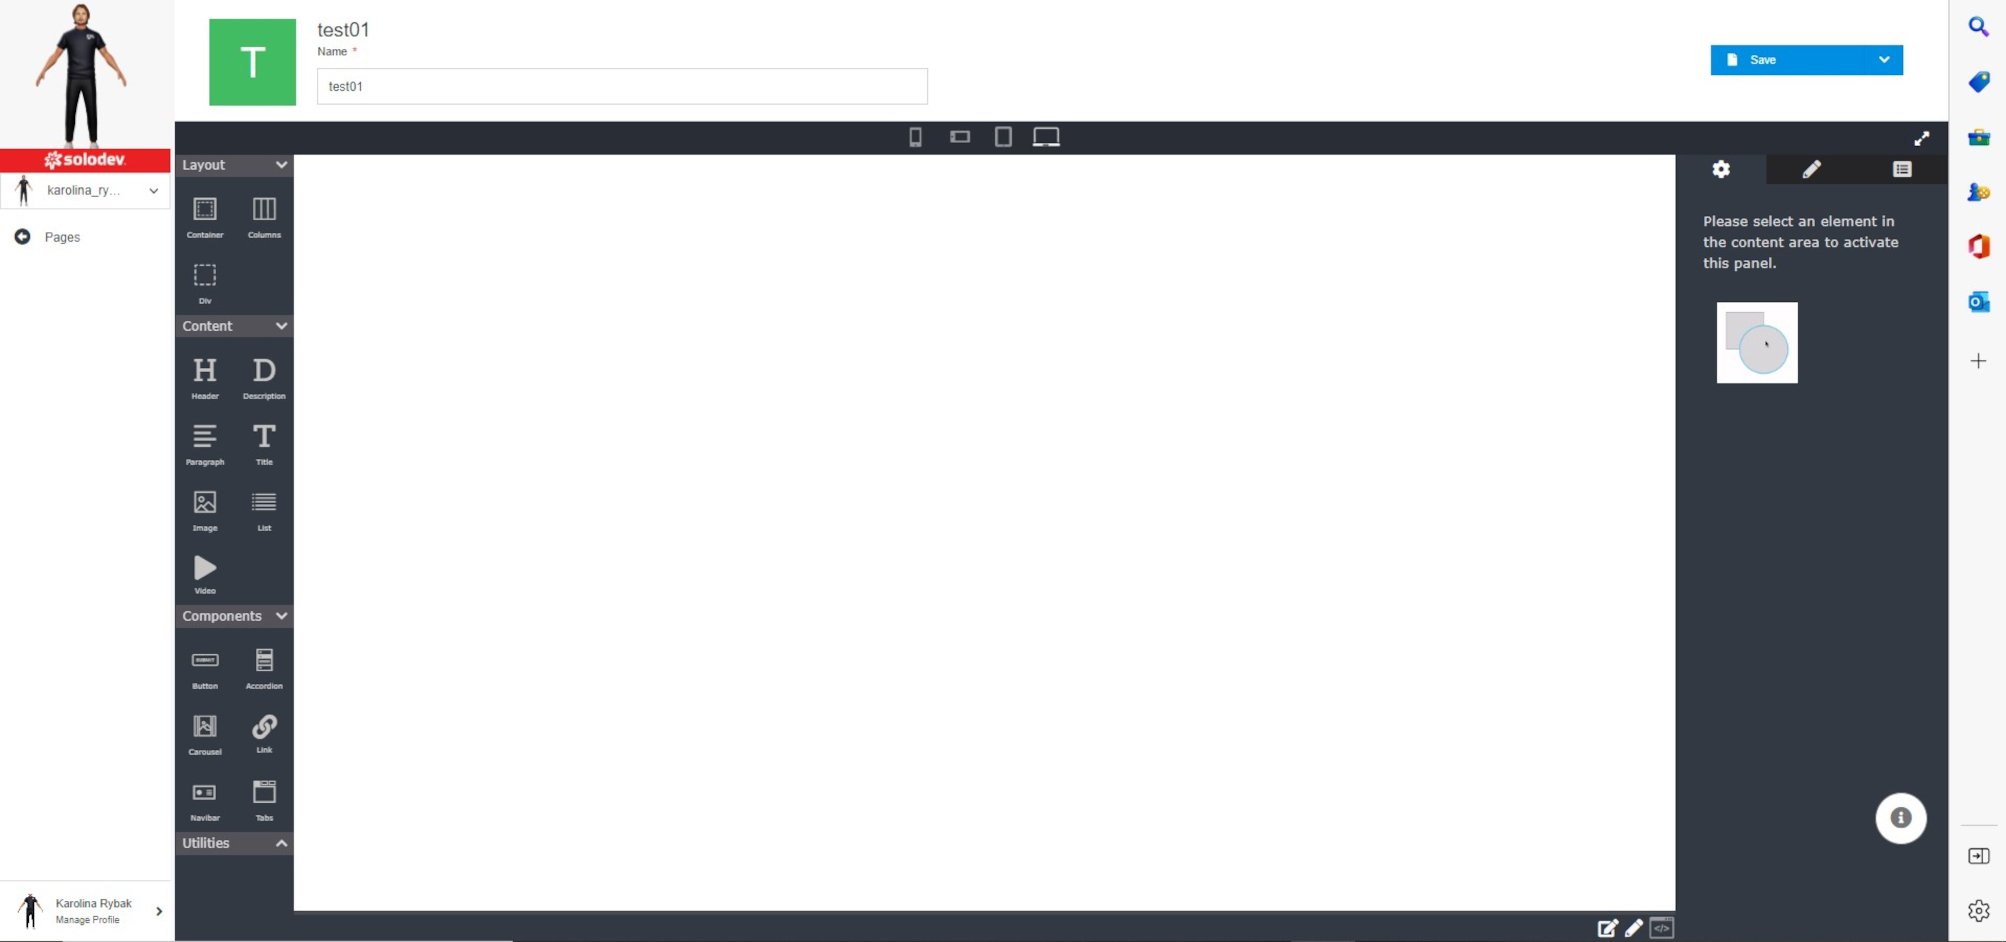 test01
Name *
T
test01
Save
solodev
karolina_ry...
Pages
Layout
Container
Columns
Div
Content
H
D
Header
Description
T
Paragraph
Title
Image
List
Video
Components
SUBMIT
Button
Accordion
Carousel
Link
Navibar
Tabs
Utilities
Please select an element in
the content area to activate
this panel.
Karolina Rybak
Manage Profile
</>